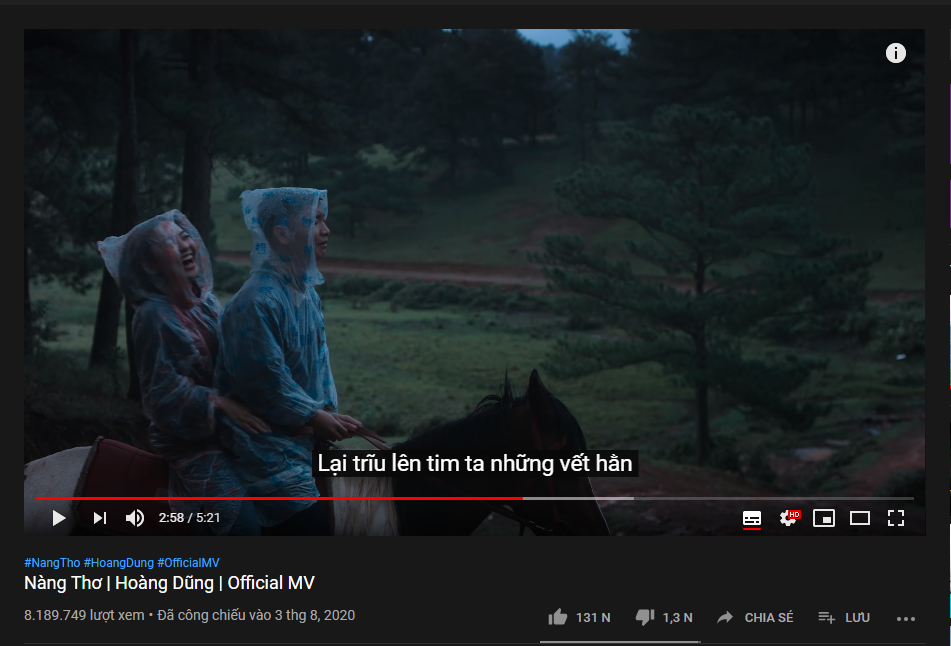 Lại trĩu lên tim ta những vết hằn
2:58 / 5:21
HD
#NangTho #HoangDung #OfficialMV
Nàng Thơ | Hoàng Dũng | Official MV
8.189.749 lượt xem • Đã công chiếu vào 3 thg 8, 2020
131 N 1,3 N CHIA SẺ LƯU